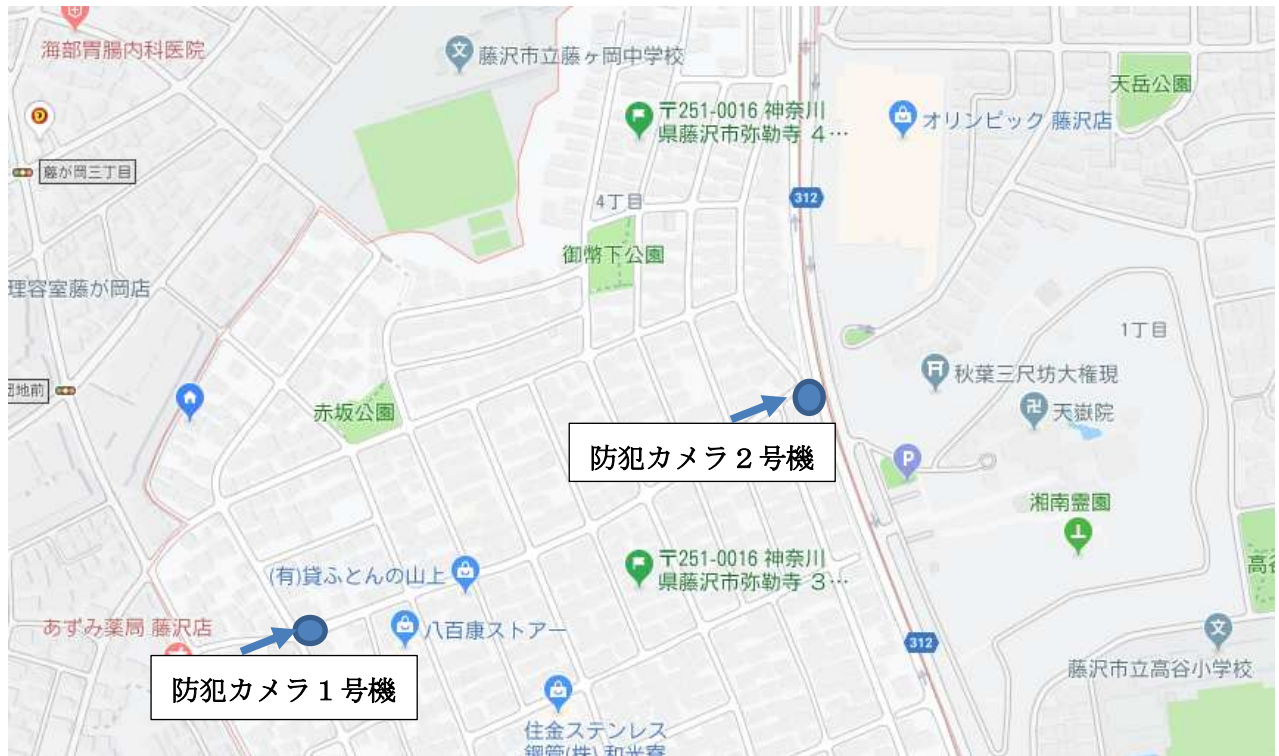 海部胃腸内科医院
藤沢市立藤ヶ岡中学校
天岳公園
〒251-0016 神奈川
県藤沢市弥勒寺 4…
オリンピック 藤沢店
藤が岡三丁目
312
4丁目
御幣下公園
理容室藤が岡店
1丁目
秋葉三尺坊大権現
地前
赤坂公園
天嶽院
防犯カメラ２号機
P
湘南霊園
〒251-0016 神奈川
県藤沢市弥勒寺 3…
(有)貸ふとんの山上
高谷
あずみ薬局 藤沢店
八百康ストアー
312
藤沢市立高谷小学校
防犯カメラ１号機
住金ステンレス
鋼管(株) 和光寮